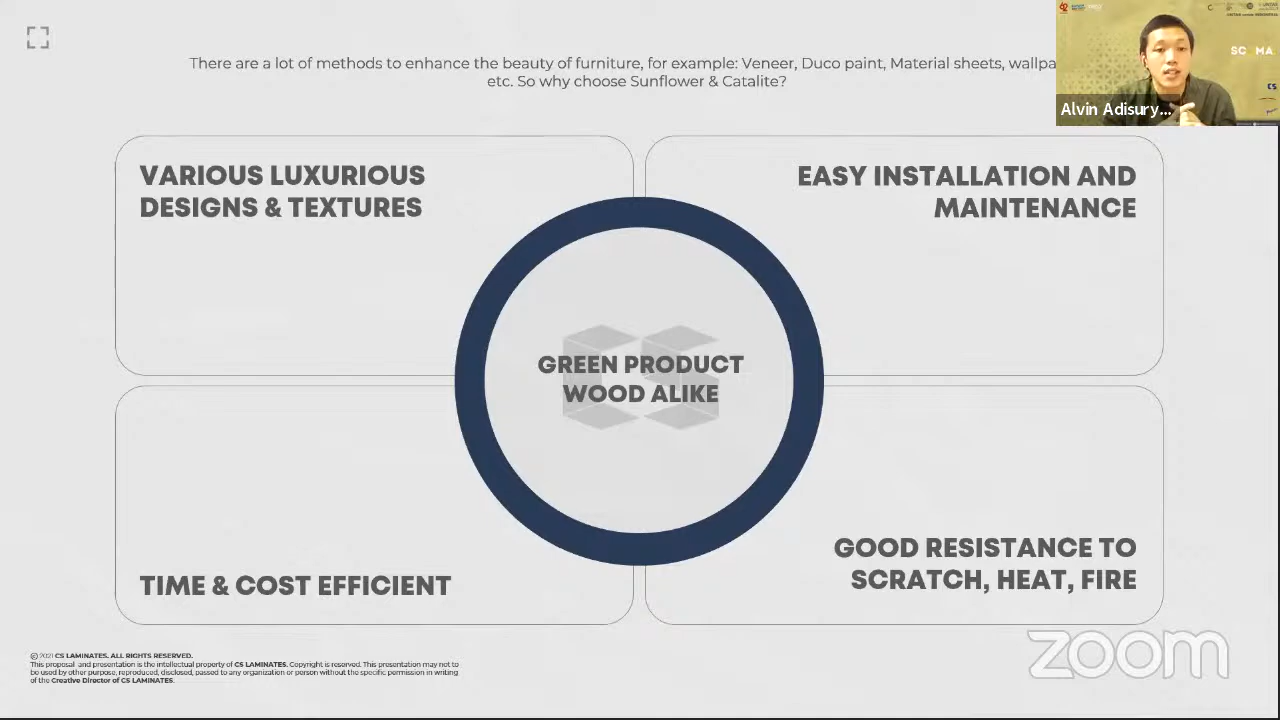 There are a lot of methods to enhance the beauty of furniture, for example: Veneer, Duco paint, Material sheets,
etc. So why choose Sunflower & Catalite?
SC MA
CS
Alvin Adisury...
VARIOUS LUXURIOUS
DESIGNS & TEXTURES
EASY INSTALLATION AND
MAINTENANCE
GREEN PRODUCT
WOOD ALIKE
TIME & COST EFFICIENT
GOOD RESISTANCE TO
SCRATCH, HEAT, FIRE
© 2021 CS LAMINATES. ALL RIGHTS RESERVED.
This proposal and presentation is the intellectual property of CS LAMINATES. Copyright is reserved. This presentation may not to
be used by other purpose, reproduced, disclosed, passed to any organization or person without the specific permission in writing
of the Creative Director of CS LAMINATES.
zoom